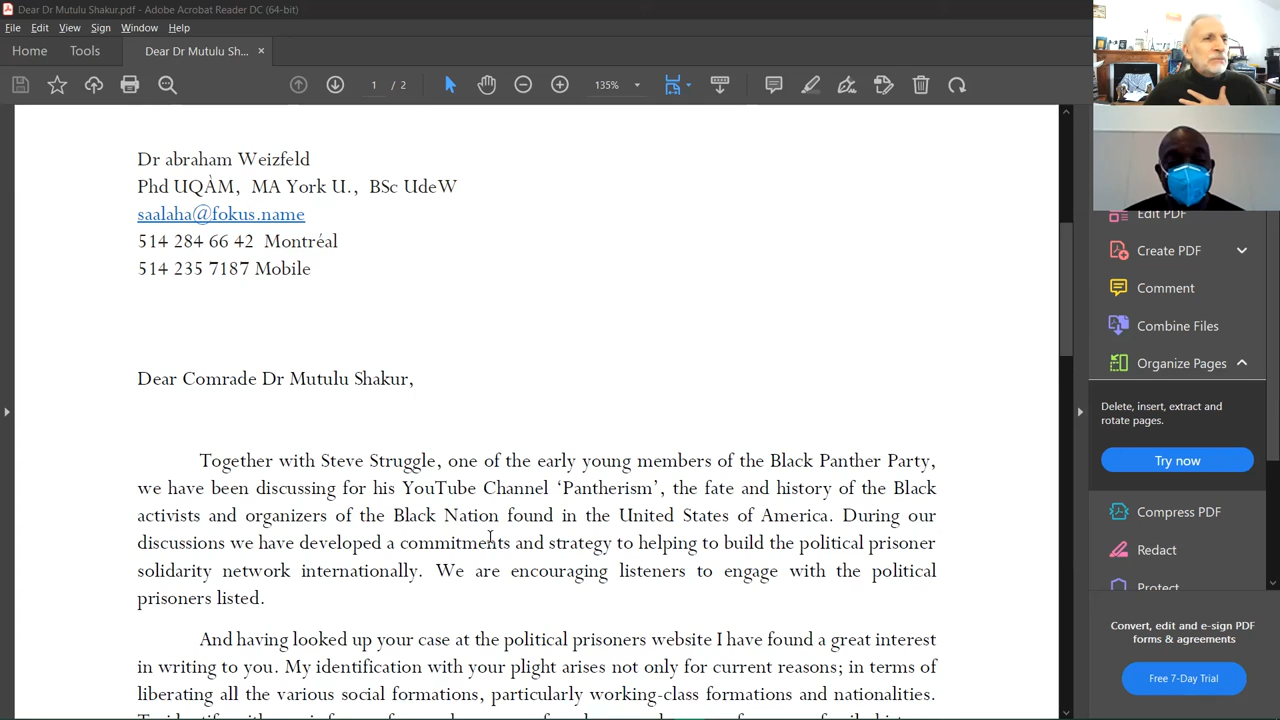 Dear Dr Mutulu Shakur.pdf - Adobe Acrobat Reader DC (64-bit)
File Edit View Sign Window Help
Home Tools Dear Dr Mutulu Sh... ×
1 / 2 135%
Dr abraham Weizfeld
Phd UQÀM, MA York U., BSc UdeW
saalaha@fokus.name
514 284 66 42 Montréal
514 235 7187 Mobile
Dear Comrade Dr Mutulu Shakur,
Together with Steve Struggle, one of the early young members of the Black Panther Party,
we have been discussing for his YouTube Channel ‘Pantherism’, the fate and history of the Black
activists and organizers of the Black Nation found in the United States of America. During our
discussions we have developed a commitments and strategy to helping to build the political prisoner
solidarity network internationally. We are encouraging listeners to engage with the political
prisoners listed.
And having looked up your case at the political prisoners website I have found a great interest
in writing to you. My identification with your plight arises not only for current reasons; in terms of
liberating all the various social formations, particularly working-class formations and nationalities.
Edit PDF
Create PDF
Comment
Combine Files
Organize Pages
Delete, insert, extract and
rotate pages.
Try now
Compress PDF
Redact
Protect
Convert, edit and e-sign PDF
forms & agreements
Free 7-Day Trial